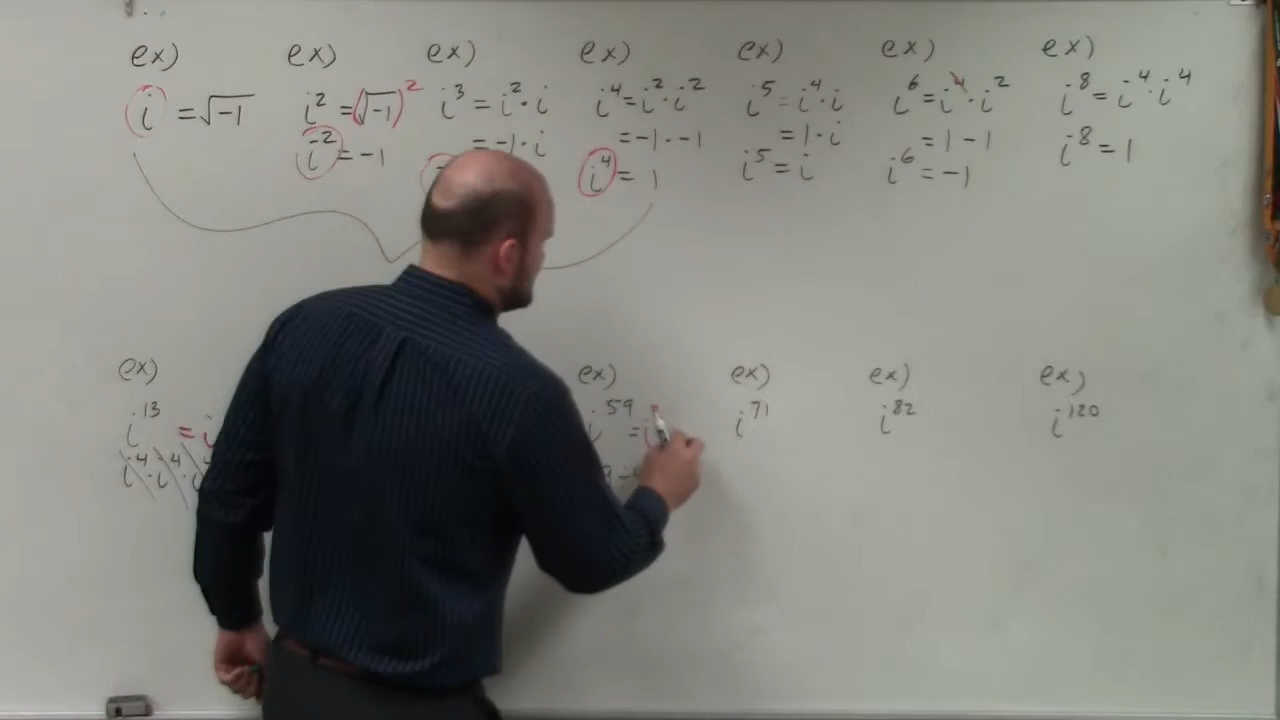 ex) ex) ex) ex) ex) ex) ex)
i = √-1 i² = (√-1)² i³ = i² · i i⁴ = i² · i² i⁵ = i⁴ · i i⁶ = i⁴ · i² i⁸ = i⁴ · i⁴
i² = -1 = -1 · i = -1 · -1 = 1 · i = 1 - 1 i⁸ = 1
i⁴ = 1 i⁵ = i i⁶ = -1
ex) ex) ex) ex) ex)
i¹³ = i i⁵⁹ = i i⁷¹ i⁸² i¹²⁰
i⁴ · i⁴ · i⁴